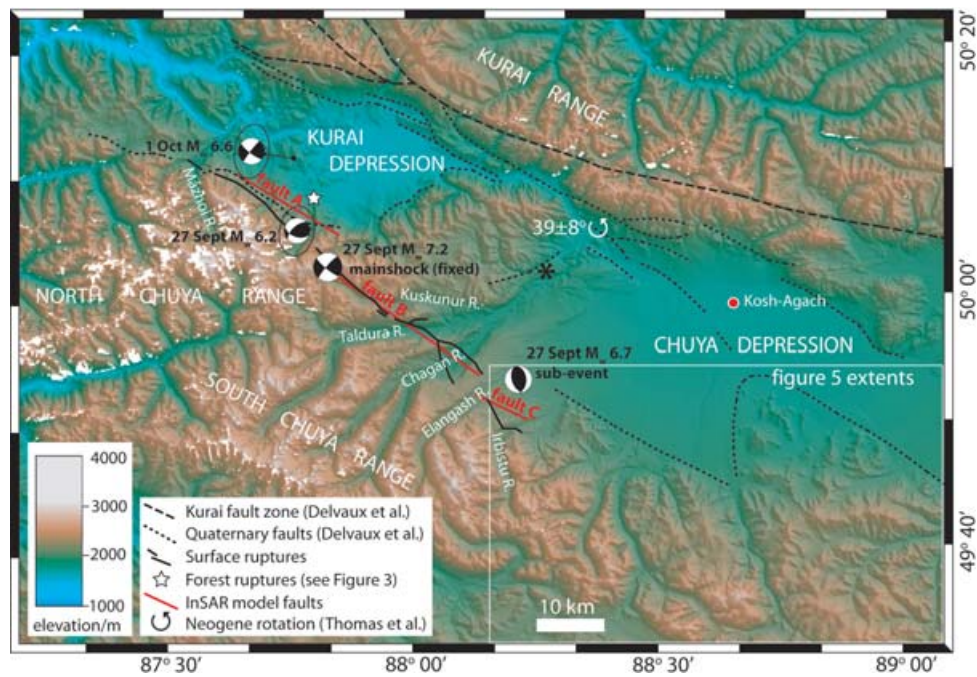 KURAI RANGE
KURAI
DEPRESSION
1 Oct M_ 6.6
fault A
Mazhoi R.
27 Sept M_ 6.2
27 Sept M_ 7.2
mainshock (fixed)
39±8°
*
Kosh-Agach
NORTH CHUYA RANGE
fault B
Kuskunur R.
Taldura R.
CHUYA DEPRESSION
Chagan R.
27 Sept M_ 6.7
sub-event
figure 5 extents
SOUTH CHUYA RANGE
Elangash R.
fault C
Irbistu R.
4000
3000
2000
1000
elevation/m
Kurai fault zone (Delvaux et al.)
Quaternary faults (Delvaux et al.)
Surface ruptures
Forest ruptures (see Figure 3)
InSAR model faults
Neogene rotation (Thomas et al.)
10 km
50° 20′
50° 00′
49° 40′
87° 30′
88° 00′
88° 30′
89° 00′